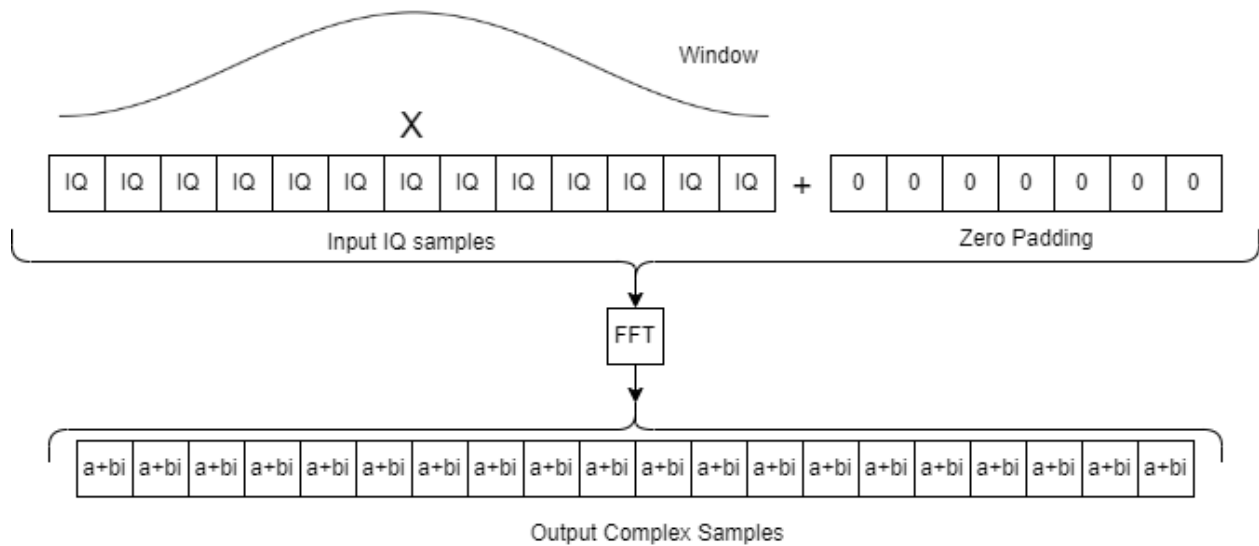 Window
X
IQ IQ IQ IQ IQ IQ IQ IQ IQ IQ IQ IQ IQ + 0 0 0 0 0 0 0
Input IQ samples Zero Padding
FFT
a+bi a+bi a+bi a+bi a+bi a+bi a+bi a+bi a+bi a+bi a+bi a+bi a+bi a+bi a+bi a+bi a+bi a+bi a+bi a+bi
Output Complex Samples